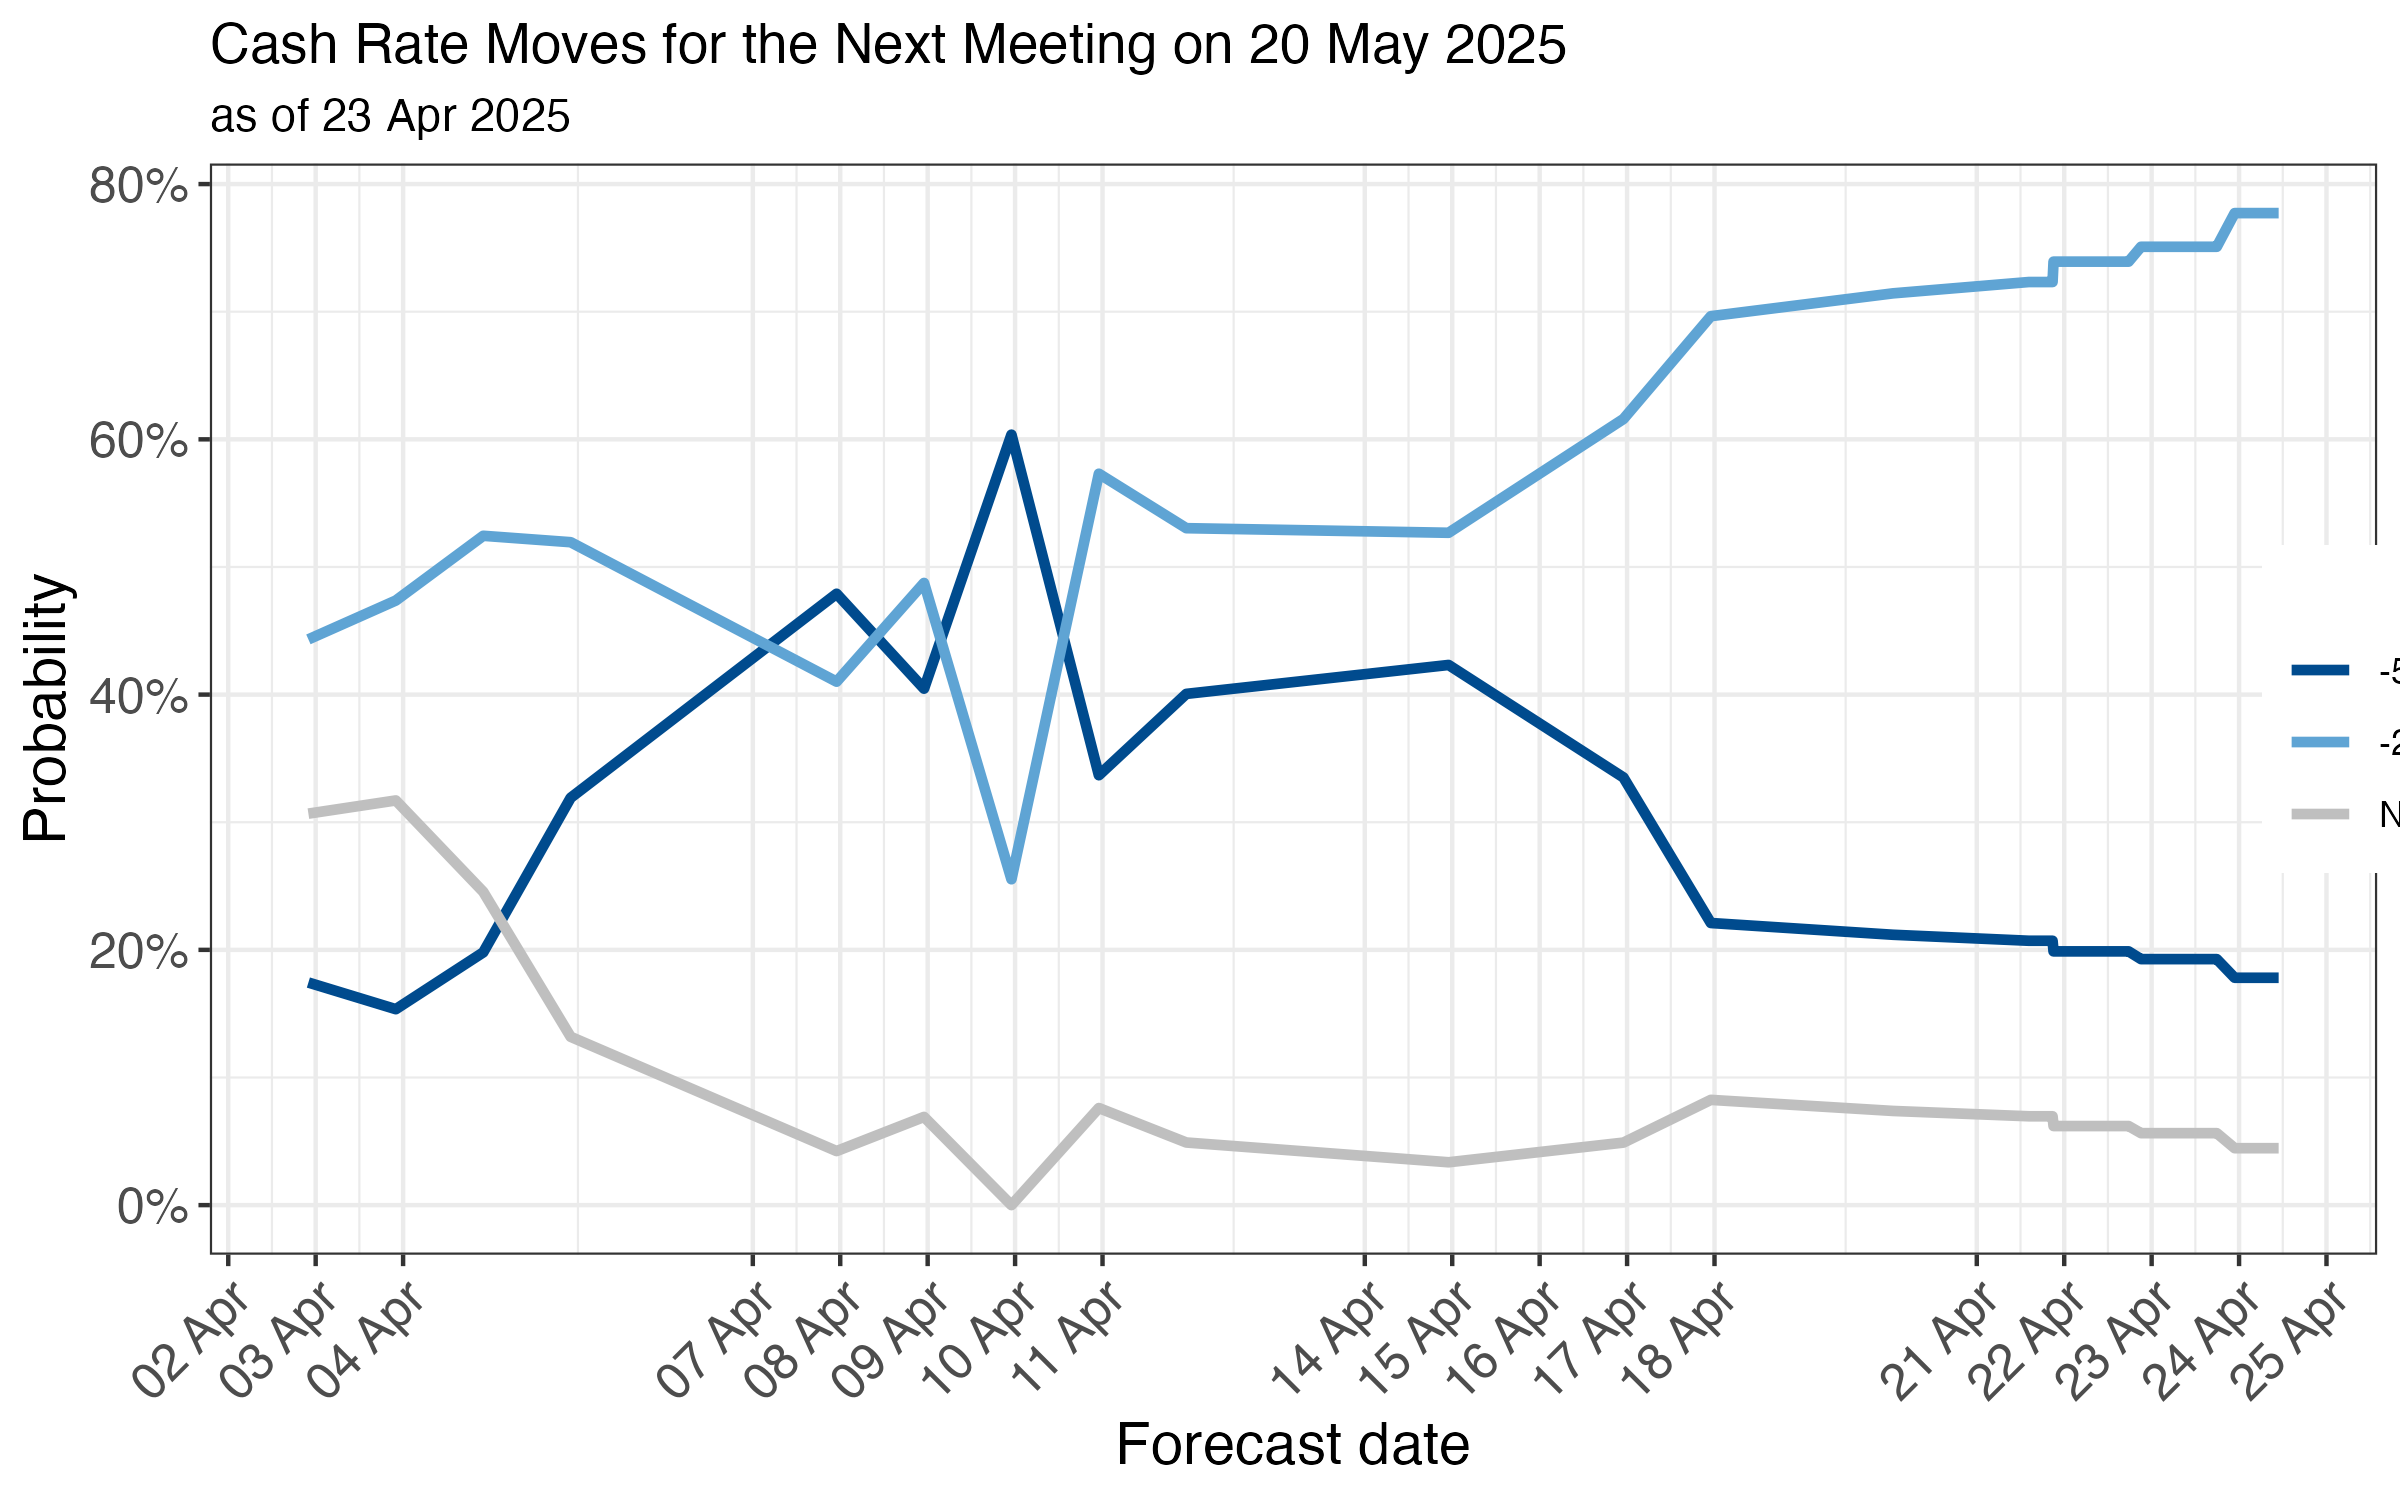 Cash Rate Moves for the Next Meeting on 20 May 2025
as of 23 Apr 2025
80%
60%
40%
20%
0%
Probability
-5
-2
N
02 Apr
03 Apr
04 Apr
07 Apr
08 Apr
09 Apr
10 Apr
11 Apr
14 Apr
15 Apr
16 Apr
17 Apr
18 Apr
21 Apr
22 Apr
23 Apr
24 Apr
25 Apr
Forecast date